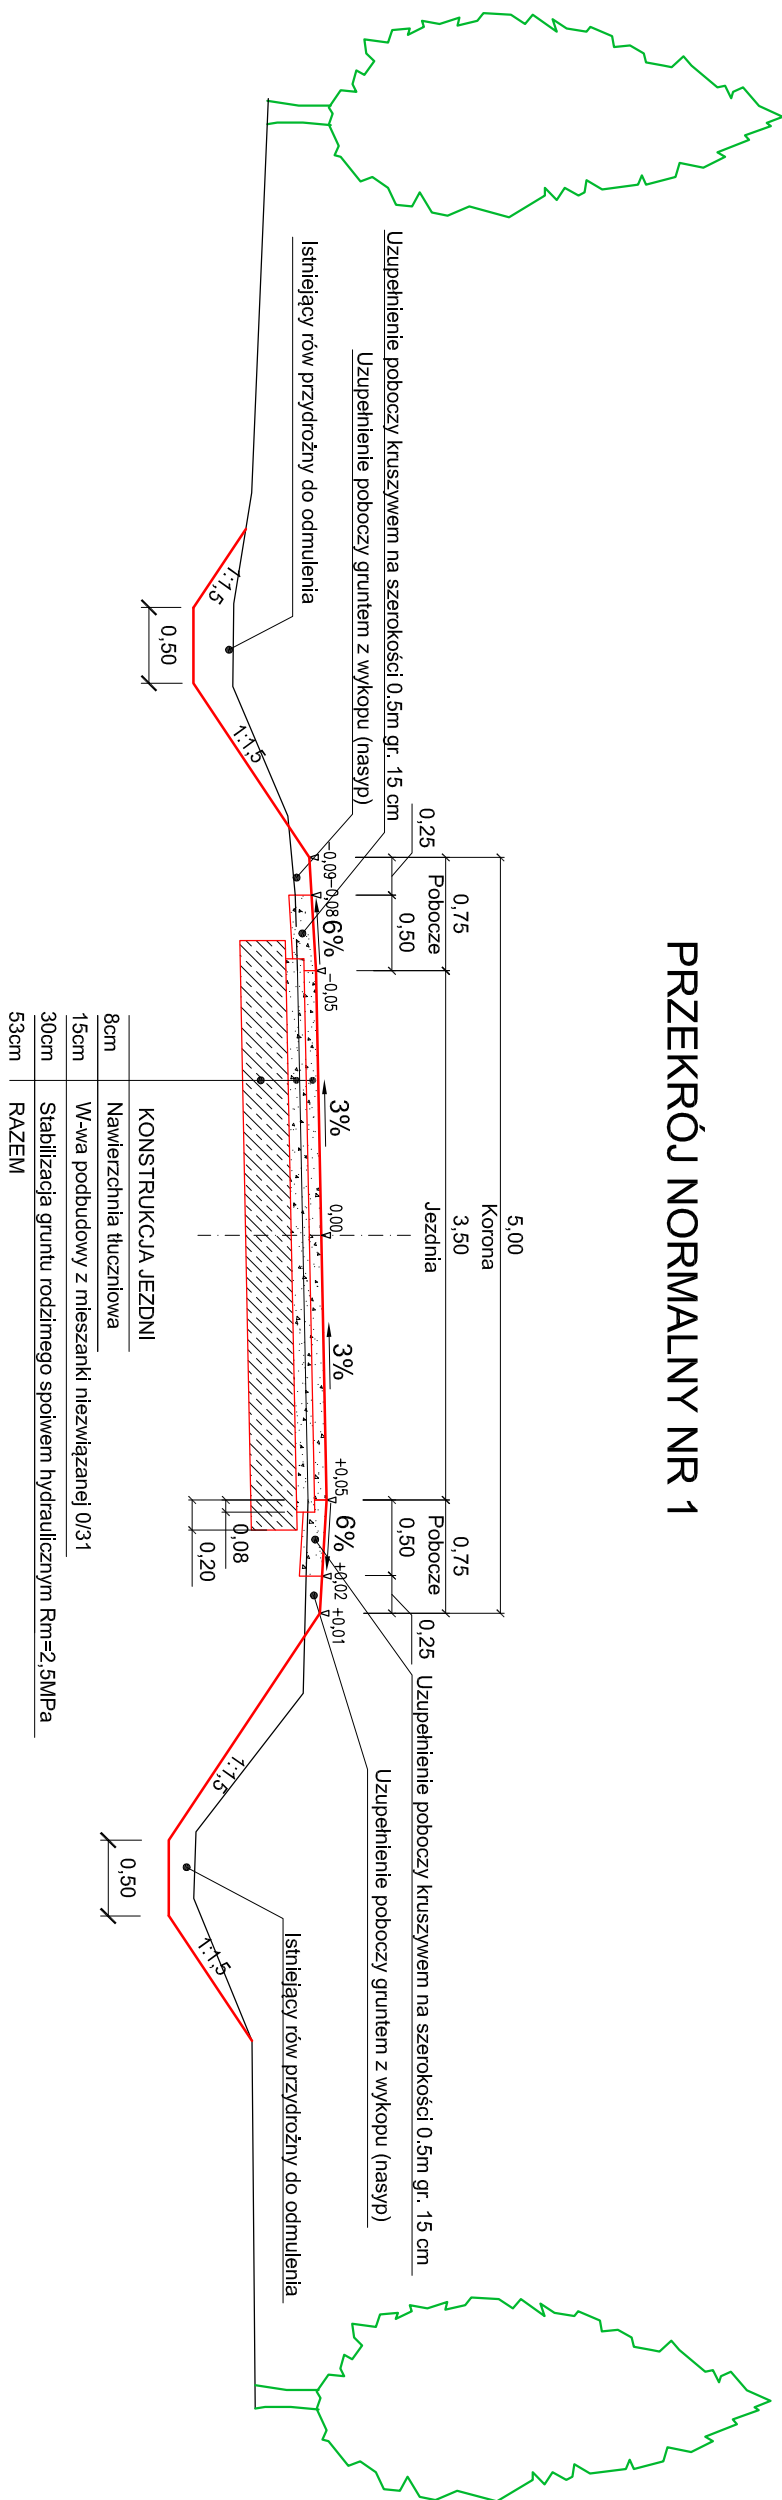 PRZEKRÓJ NORMALNY NR 1
5,00
Korona
0,75
3,50
0,75
Pobocze
Jezdnia
Pobocze
0,25
0,50
0,50
0,25
Uzupełnienie poboczy kruszywem na szerokości 0.5m gr. 15 cm
Uzupełnienie poboczy gruntem z wykopu (nasyp)
Istniejący rów przydrożny do odmulenia
Uzupełnienie poboczy kruszywem na szerokości 0.5m gr. 15 cm
Uzupełnienie poboczy gruntem z wykopu (nasyp)
Istniejący rów przydrożny do odmulenia
6%
3%
3%
6%
-0,09
-0,08
-0,05
0,00
+0,05
+0,02
+0,01
1:1,5
1:1,5
1:1,5
1:1,5
0,50
0,08
0,20
0,50
KONSTRUKCJA JEZDNI
8cm Nawierzchnia tłuczniowa
15cm W-wa podbudowy z mieszanki niezwiązanej 0/31
30cm Stabilizacja gruntu rodzimego spoiwem hydraulicznym Rm=2,5MPa
53cm RAZEM